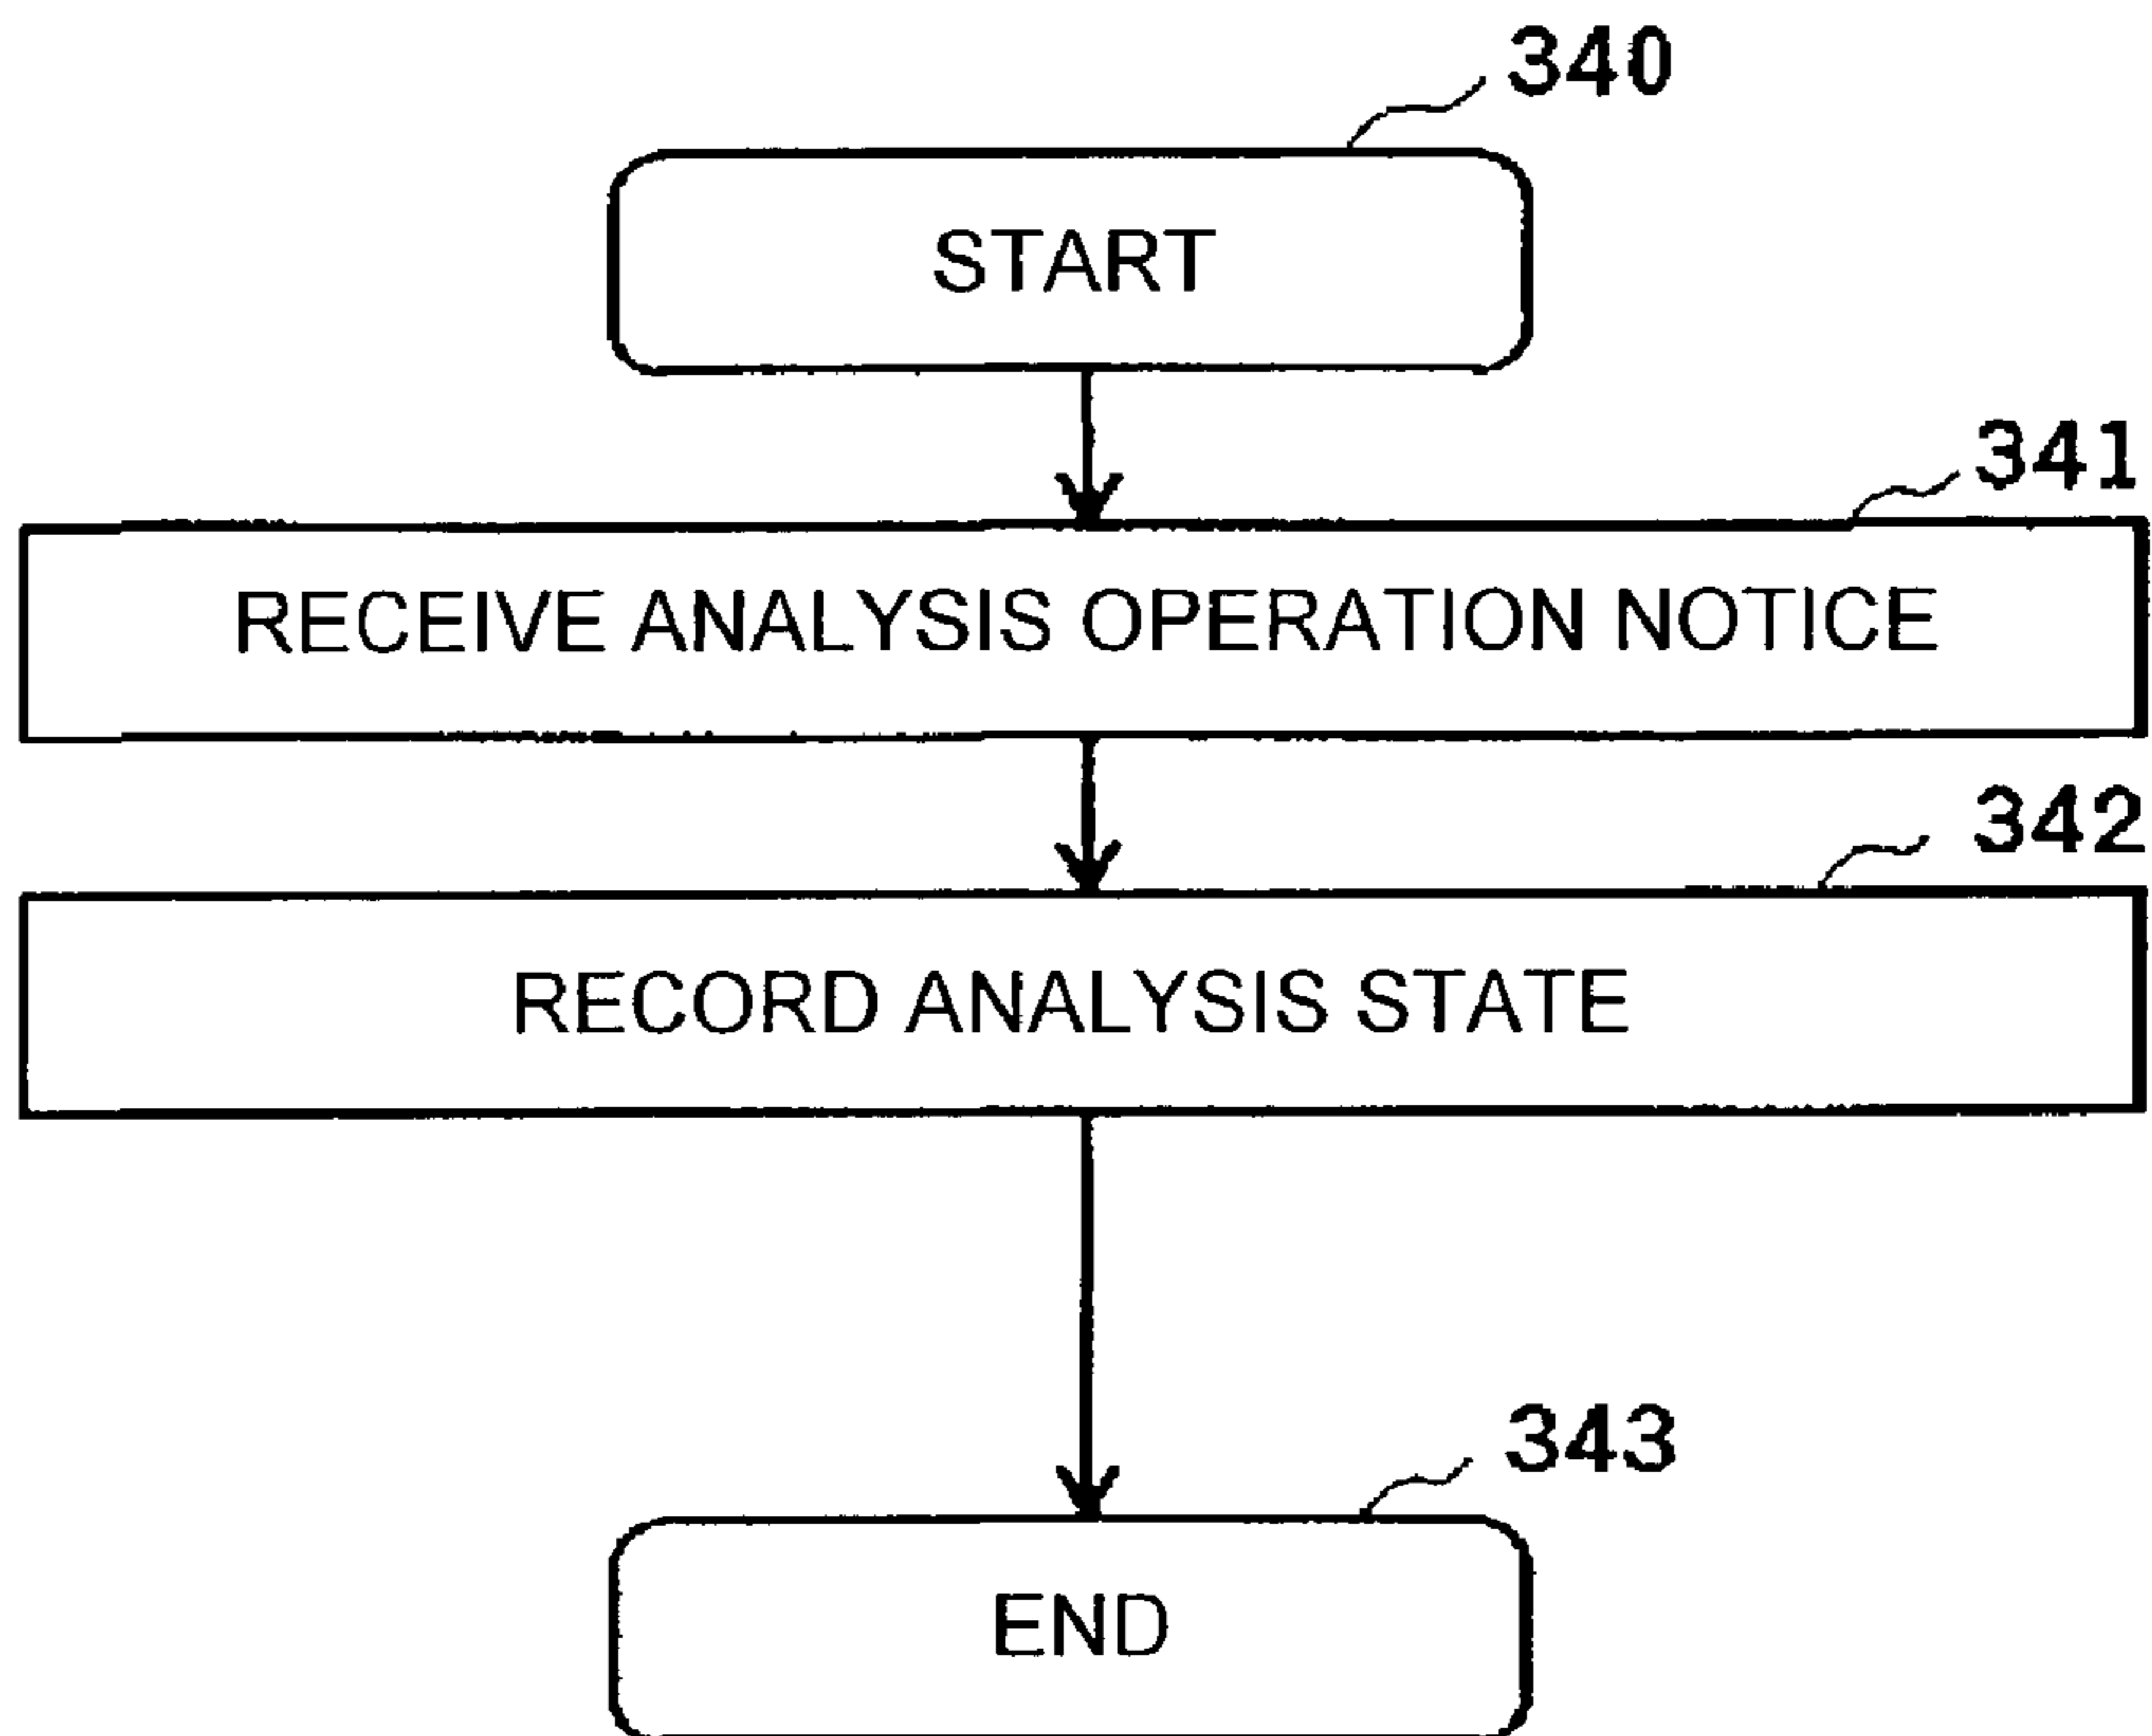 340
START
341
RECEIVE ANALYSIS OPERATION NOTICE
342
RECORD ANALYSIS STATE
343
END